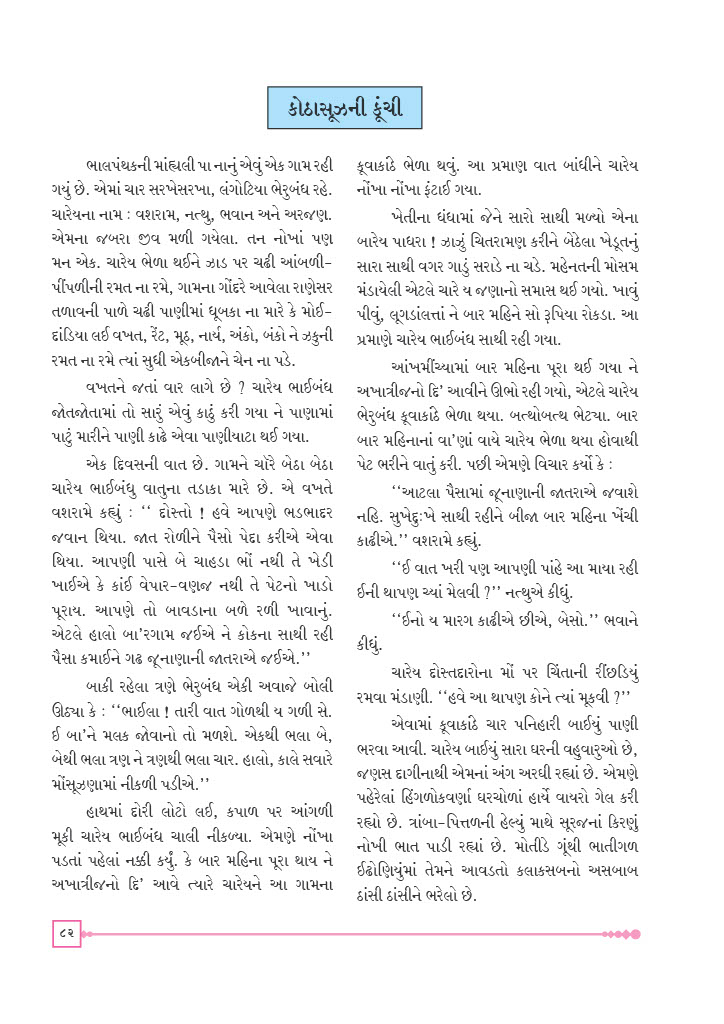 કોઠાસૂઝની કૂંચી
ભાલપંથકની માંહ્યલી પા નાનું એવું એક ગામ રહી
ગયું છે. એમાં ચાર સરખેસરખા, લંગોટિયા ભેરુબંધ રહે.
ચારેયના નામ : વશરામ, નત્થુ, ભવાન અને અરજણ.
એમના જબરા જીવ મળી ગયેલા. તન નોખાં પણ
મન એક. ચારેય ભેળા થઈને ઝાડ પર ચઢી આંબળી-
પીંપળીની રમત ના રમે, ગામના ગોંદરે આવેલા રાણેસર
તળાવની પાળે ચઢી પાણીમાં ધૂબકા ના મારે કે મોઈ-
દાંડિયા લઈ વખત, રેંટ, મૂઠ, નાર્ય, અંકો, બંકો ને ઝકુની
રમત ના રમે ત્યાં સુધી એકબીજાને ચેન ના પડે.
વખતને જતાં વાર લાગે છે ? ચારેય ભાઈબંધ
જોતજોતામાં તો સારું એવું કાઠું કરી ગયા ને પાણામાં
પાટું મારીને પાણી કાઢે એવા પાણીયાટા થઈ ગયા.
એક દિવસની વાત છે. ગામને ચૉરે બેઠા બેઠા
ચારેય ભાઈબંધુ વાતુના તડાકા મારે છે. એ વખતે
વશરામે કહ્યું : ‘‘ દોસ્તો ! હવે આપણે ભડભાદર
જવાન થિયા. જાત રોળીને પૈસો પેદા કરીએ એવા
થિયા. આપણી પાસે બે ચાહડા ભોં નથી તે ખેડી
ખાઈએ કે કાંઈ વેપાર-વણજ નથી તે પેટનો ખાડો
પૂરાય. આપણે તો બાવડાના બળે રળી ખાવાનું.
એટલે હાલો બા’રગામ જઈએ ને કોકના સાથી રહી
પૈસા કમાઈને ગઢ જૂનાણાની જાતરાએ જઈએ.’’
બાકી રહેલા ત્રણે ભેરુબંધ એકી અવાજે બોલી
ઊઠ્યા કે : ‘‘ભાઈલા ! તારી વાત ગોળથી ય ગળી સે.
ઈ બા’ને મલક જોવાનો તો મળશે. એકથી ભલા બે,
બેથી ભલા ત્રણ ને ત્રણથી ભલા ચાર. હાલો, કાલે સવારે
મોંસૂઝણામાં નીકળી પડીએ.’’
હાથમાં દોરી લોટો લઈ, કપાળ પર આંગળી
મૂકી ચારેય ભાઈબંધ ચાલી નીકળ્યા. એમણે નોંખા
પડતાં પહેલાં નક્કી કર્યું. કે બાર મહિના પૂરા થાય ને
અખાત્રીજનો દિ’ આવે ત્યારે ચારેયને આ ગામના
કૂવાકાંઠે ભેળા થવું. આ પ્રમાણ વાત બાંધીને ચારેય
નોંખા નોંખા ફંટાઈ ગયા.
ખેતીના ધંધામાં જેને સારો સાથી મળ્યો એના
બારેય પાધરા ! ઝાઝું ચિતરામણ કરીને બેઠેલા ખેડૂતનું
સારા સાથી વગર ગાડું સરાડે ના ચડે. મહેનતની મોસમ
મંડાયેલી એટલે ચારે ય જણાનો સમાસ થઈ ગયો. ખાવું
પીવું, લૂગડાંલત્તાં ને બાર મહિને સો રૂપિયા રોકડા. આ
પ્રમાણે ચારેય ભાઈબંધ સાથી રહી ગયા.
આંખમીંચ્યામાં બાર મહિના પૂરા થઈ ગયા ને
અખાત્રીજનો દિ’ આવીને ઊભો રહી ગયો, એટલે ચારેય
ભેરુબંધ કૂવાકાંઠે ભેળા થયા. બત્થોબત્થ ભેટ્યા. બાર
બાર મહિનાનાં વા’ણાં વાયે ચારેય ભેળા થયા હોવાથી
પેટ ભરીને વાતું કરી. પછી એમણે વિચાર કર્યો કે :
‘‘આટલા પૈસામાં જૂનાણાની જાતરાએ જવાશે
નહિ. સુખેદુઃખે સાથી રહીને બીજા બાર મહિના ખેંચી
કાઢીએ.’’ વશરામે કહ્યું.
‘‘ઈ વાત ખરી પણ આપણી પાંહે આ માયા રહી
ઈની થાપણ ચ્યાં મેલવી ?’’ નત્થુએ કીધું.
‘‘ઈનો ય મારગ કાઢીએ છીએ, બેસો.’’ ભવાને
કીધું.
ચારેય દોસ્તદારોના મોં પર ચિંતાની રીંછડિયું
રમવા મંડાણી. ‘‘હવે આ થાપણ કોને ત્યાં મૂકવી ?’’
એવામાં કૂવાકાંઠે ચાર પનિહારી બાઈયું પાણી
ભરવા આવી. ચારેય બાઈયું સારા ઘરની વહુવારુઓ છે,
જણસ દાગીનાથી એમનાં અંગ અરઘી રહ્યાં છે. એમણે
પહેરેલાં હિંગળોકવર્ણા ઘરચોળાં હાર્યે વાયરો ગેલ કરી
રહ્યો છે. ત્રાંબા-પિત્તળની હેલ્યું માથે સૂરજનાં કિરણું
નોખી ભાત પાડી રહ્યાં છે. મોતીડે ગૂંથી ભાતીગળ
ઈઢોણિયુંમાં તેમને આવડતો કલાકસબનો અસબાબ
ઠાંસી ઠાંસીને ભરેલો છે.
૮૨